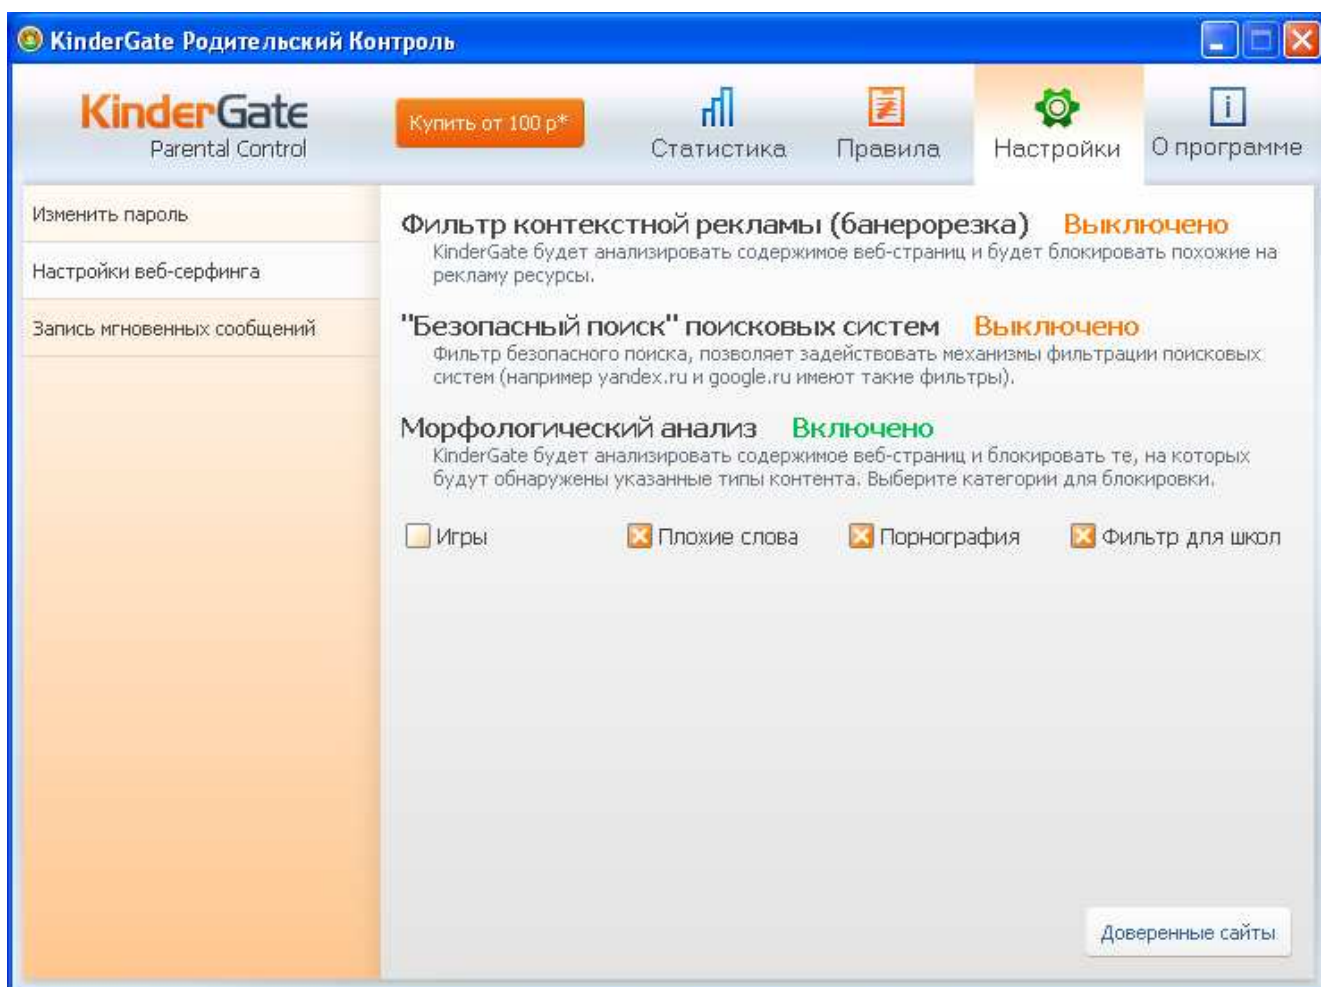 KinderGate Родительский Контроль
KinderGate
Parental Control
Купить от 100 р*
Статистика
Правила
Настройки
О программе
Изменить пароль
Настройки веб-серфинга
Запись мгновенных сообщений
Фильтр контекстной рекламы (банерорезка) Выключено
KinderGate будет анализировать содержимое веб-страниц и будет блокировать похожие на
рекламу ресурсы.
"Безопасный поиск" поисковых систем Выключено
Фильтр безопасного поиска, позволяет задействовать механизмы фильтрации поисковых
систем (например yandex.ru и google.ru имеют такие фильтры).
Морфологический анализ Включено
KinderGate будет анализировать содержимое веб-страниц и блокировать те, на которых
будут обнаружены указанные типы контента. Выберите категории для блокировки.
Игры
Плохие слова
Порнография
Фильтр для школ
Доверенные сайты